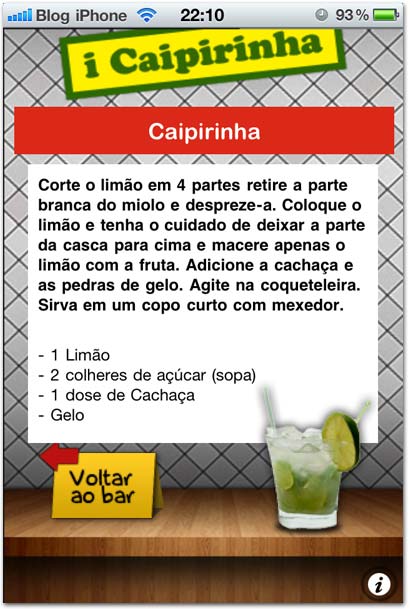 Blog iPhone 22:10 93%
i Caipirinha
Caipirinha
Corte o limão em 4 partes retire a parte
branca do miolo e despreze-a. Coloque o
limão e tenha o cuidado de deixar a parte
da casca para cima e macere apenas o
limão com a fruta. Adicione a cachaça e
as pedras de gelo. Agite na coqueteleira.
Sirva em um copo curto com mexedor.
- 1 Limão
- 2 colheres de açúcar (sopa)
- 1 dose de Cachaça
- Gelo
Voltar
ao bar
i